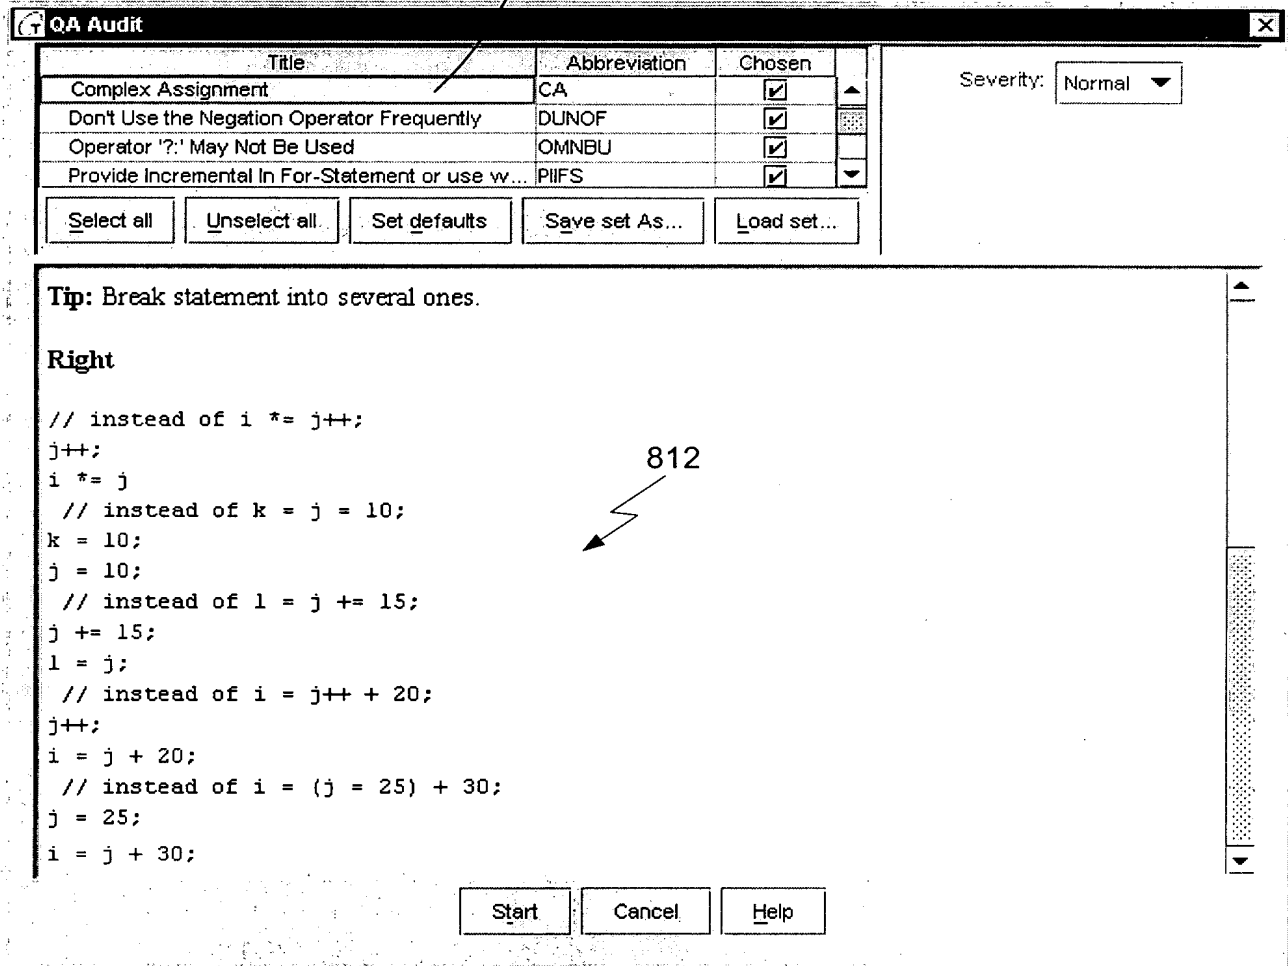 QA Audit
Title Abbreviation Chosen
Complex Assignment CA
Don't Use the Negation Operator Frequently DUNOF
Operator '?:' May Not Be Used OMNBU
Provide Incremental In For-Statement or use w... PIIFS
Severity: Normal
Select all Unselect all Set defaults Save set As... Load set...
Tip: Break statement into several ones.
Right
// instead of i *= j++;
j++;
i *= j
// instead of k = j = 10;
k = 10;
j = 10;
// instead of l = j += 15;
j += 15;
l = j;
// instead of i = j++ + 20;
j++;
i = j + 20;
// instead of i = (j = 25) + 30;
j = 25;
i = j + 30;
812
Start Cancel Help